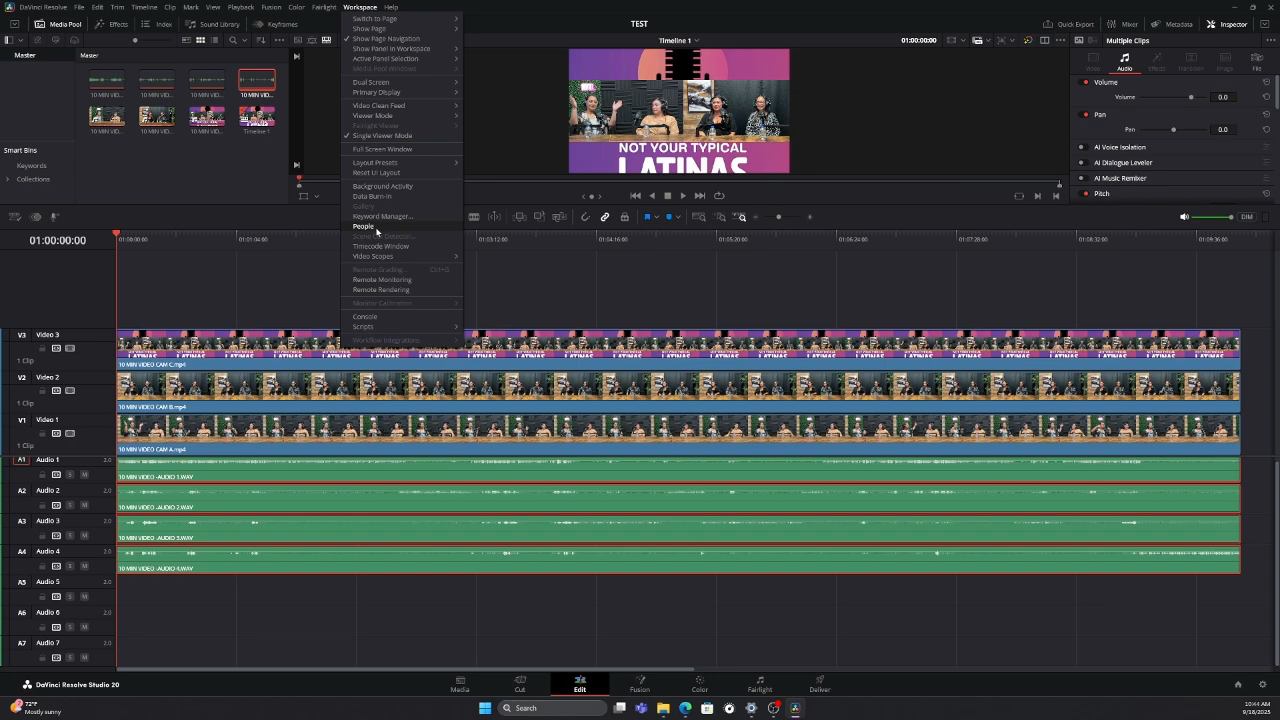 DaVinci Resolve File Edit Trim Timeline Clip Mark View Playback Fusion Color Fairlight Workspace Help
Media Pool Effects Index Sound Library Keyframes
TEST
Quick Export Mixer Metadata Inspector
Master
Master
Timeline 1
01:00:00:00
Multiple Clips
Video Audio Effects Transition Image File
10 MIN VID... 10 MIN VID... 10 MIN VID... 10 MIN VID...
10 MIN VID... 10 MIN VID... 10 MIN VID... Timeline 1
Smart Bins
Keywords
Collections
Switch to Page
Show Page
Show Page Navigation
Show Panel in Workspace
Active Panel Selection
Media Pool Windows
Dual Screen
Primary Display
Video Clean Feed
Viewer Mode
Fairlight Viewer
Single Viewer Mode
Full Screen Window
Layout Presets
Reset UI Layout
Background Activity
Data Burn-In
Gallery
Keyword Manager...
People
Timecode Window
Video Scopes
Remote Grading... Ctrl+G
Remote Monitoring
Remote Rendering
Monitor Calibration
Console
Scripts
Workflow Integrations
NOT YOUR TYPICAL
LATINAS
Volume
Volume 0.0
Pan
Pan 0.0
AI Voice Isolation
AI Dialogue Leveler
AI Music Remixer
Pitch
DIM
01:00:00:00
01:00:00:00 01:01:04:00 01:03:12:00 01:04:16:00 01:05:20:00 01:06:24:00 01:07:28:00 01:08:32:00 01:09:36:00
V3 Video 3
1 Clip
10 MIN VIDEO CAM C.mp4
V2 Video 2
1 Clip
10 MIN VIDEO CAM B.mp4
V1 Video 1
1 Clip
10 MIN VIDEO CAM A.mp4
A1 Audio 1 2.0
S M
10 MIN VIDEO -AUDIO 1.WAV
A2 Audio 2 2.0
S M
10 MIN VIDEO -AUDIO 2.WAV
A3 Audio 3 2.0
S M
10 MIN VIDEO -AUDIO 3.WAV
A4 Audio 4 2.0
S M
10 MIN VIDEO -AUDIO 4.WAV
A5 Audio 5 2.0
S M
A6 Audio 6 2.0
S M
A7 Audio 7 2.0
S M
DaVinci Resolve Studio 20
Media Cut Edit Fusion Color Fairlight Deliver
72°F
Mostly sunny
Search
10:44 AM
9/18/2025